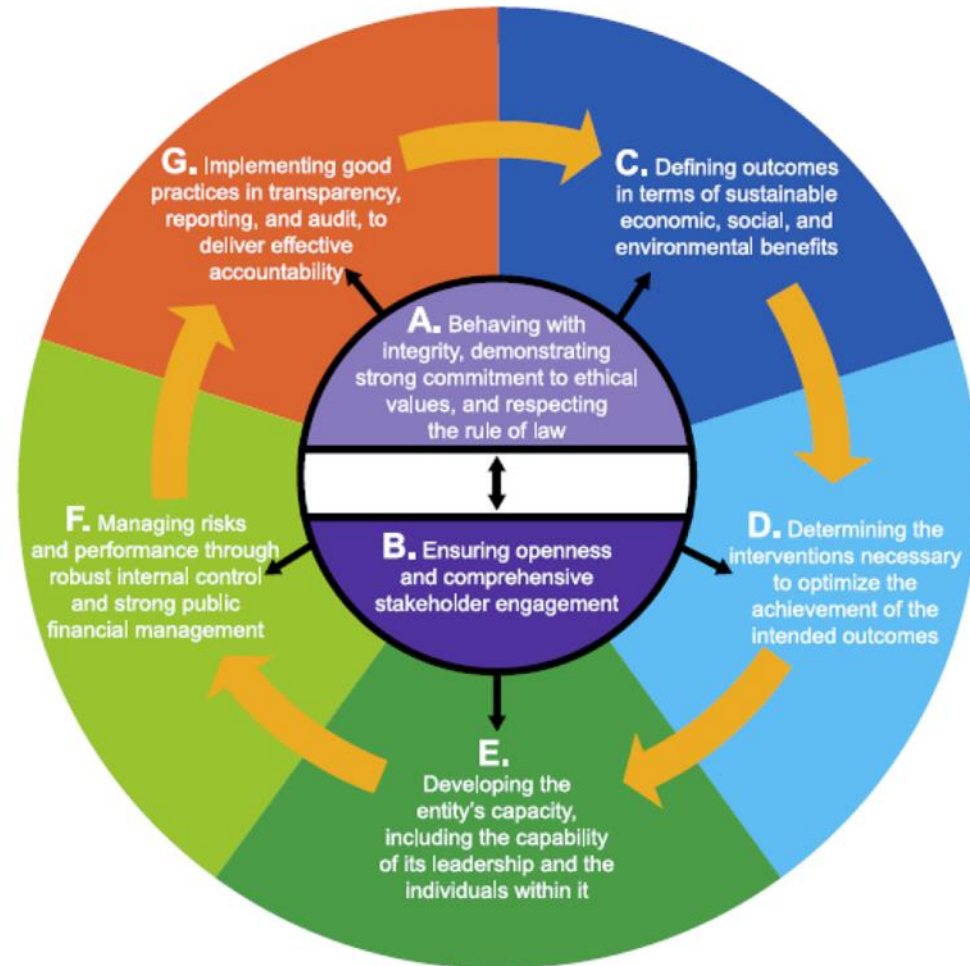 A. Behaving with
integrity, demonstrating
strong commitment to ethical
values, and respecting
the rule of law
B. Ensuring openness
and comprehensive
stakeholder engagement
C. Defining outcomes
in terms of sustainable
economic, social, and
environmental benefits
D. Determining the
interventions necessary
to optimize the
achievement of the
intended outcomes
E.
Developing the
entity's capacity,
including the capability
of its leadership and the
individuals within it
F. Managing risks
and performance through
robust internal control
and strong public
financial management
G. Implementing good
practices in transparency,
reporting, and audit, to
deliver effective
accountability